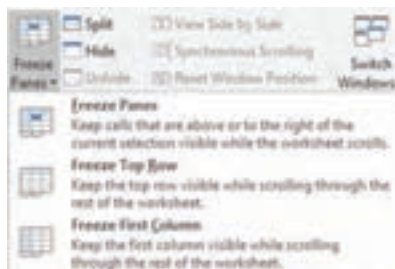 Split
Hide
Unhide
View Side by Side
Synchronous Scrolling
Reset Window Position
Freeze Panes
Switch Windows
Freeze Panes
Keep cells that are above or to the right of the
current selection visible while the worksheet scrolls.
Freeze Top Row
Keep the top row visible while scrolling through the
rest of the worksheet.
Freeze First Column
Keep the first column visible while scrolling
through the rest of the worksheet.